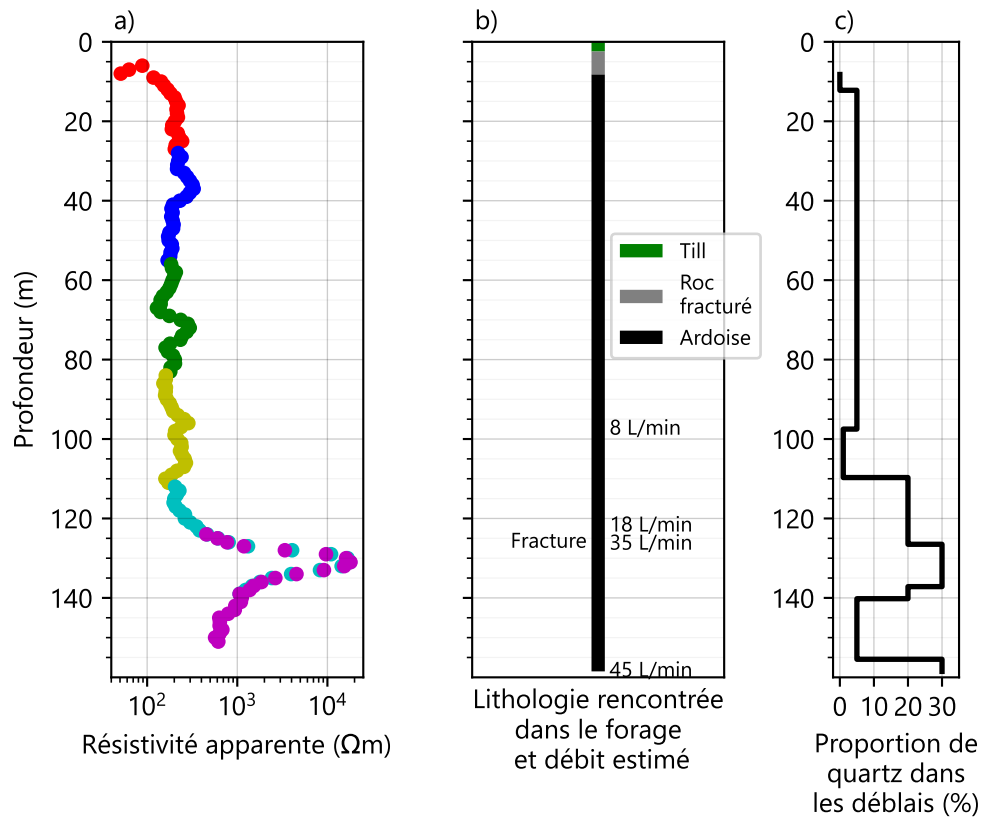 a)
b)
c)
0
20
40
60
80
100
120
140
Profondeur (m)
10²
10³
10⁴
Résistivité apparente (Ωm)
Till
Roc
fracturé
Ardoise
8 L/min
18 L/min
Fracture
35 L/min
45 L/min
Lithologie rencontrée
dans le forage
et débit estimé
0
20
40
60
80
100
120
140
0
10
20
30
Proportion de
quartz dans
les déblais (%)